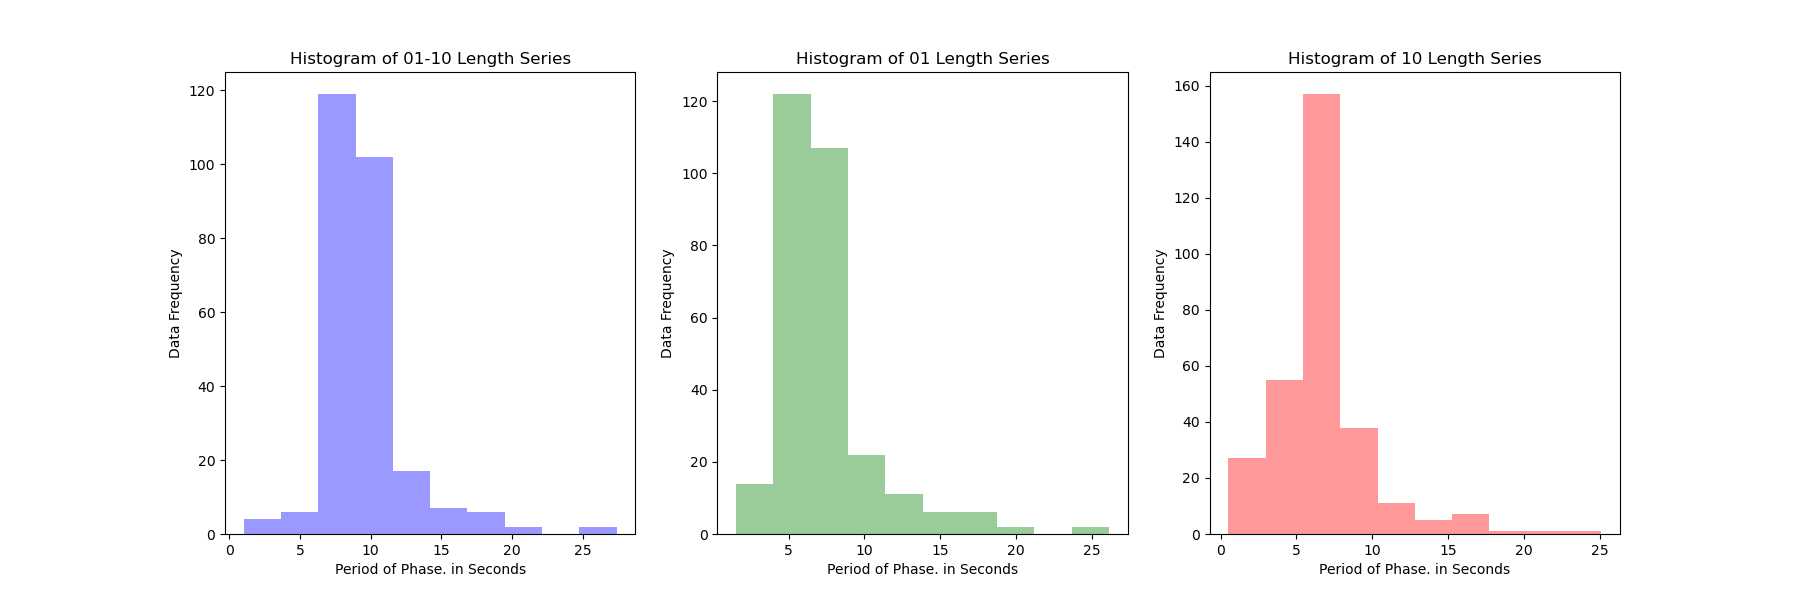 Histogram of 01-10 Length Series
120
100
80
60
40
20
0
Data Frequency
0 5 10 15 20 25
Period of Phase. in Seconds
Histogram of 01 Length Series
120
100
80
60
40
20
0
Data Frequency
5 10 15 20 25
Period of Phase. in Seconds
Histogram of 10 Length Series
160
140
120
100
80
60
40
20
0
Data Frequency
0 5 10 15 20 25
Period of Phase. in Seconds